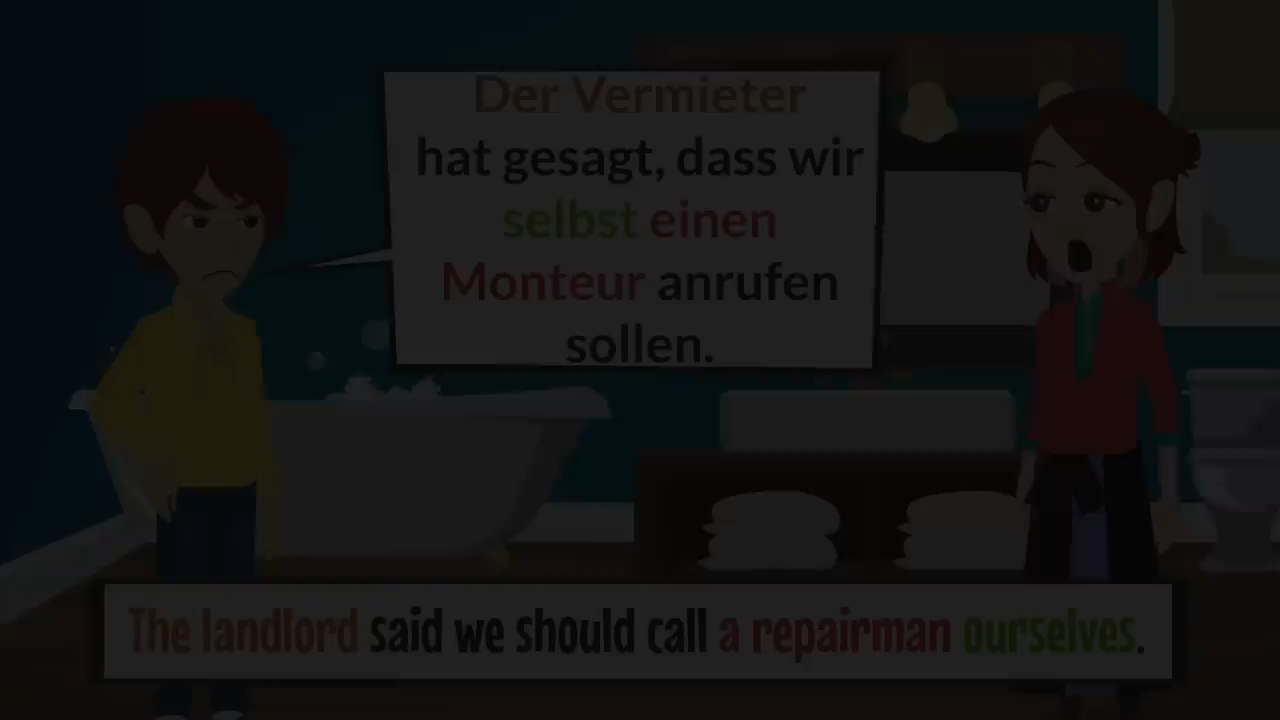 Der Vermieter
hat gesagt, dass wir
selbst einen
Monteur anrufen
sollen.
The landlord said we should call a repairman ourselves.